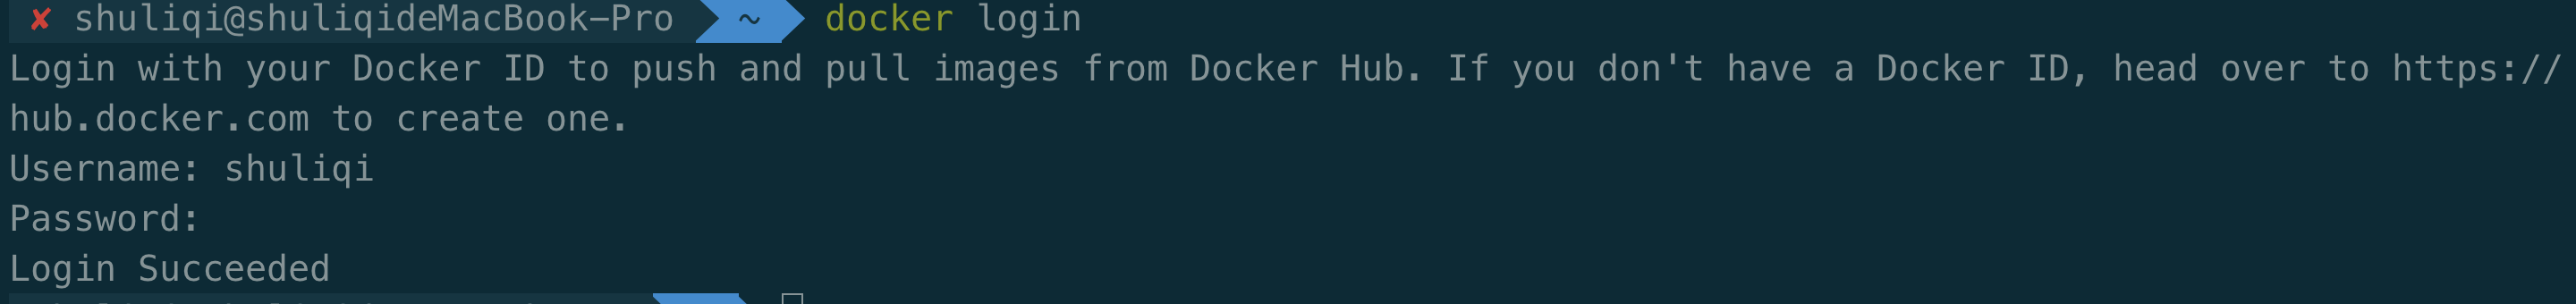 ✘ shuliqi@shuliqideMacBook-Pro ~ docker login
Login with your Docker ID to push and pull images from Docker Hub. If you don't have a Docker ID, head over to https://
hub.docker.com to create one.
Username: shuliqi
Password:
Login Succeeded